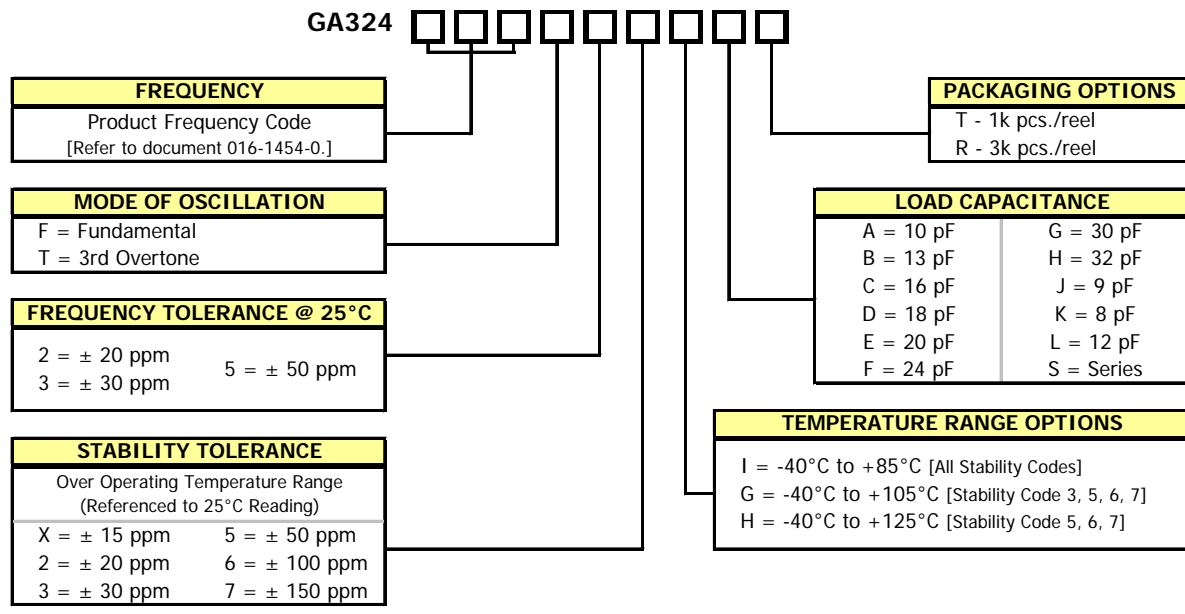 GA324
FREQUENCY
Product Frequency Code
[Refer to document 016-1454-0.]
MODE OF OSCILLATION
F = Fundamental
T = 3rd Overtone
FREQUENCY TOLERANCE @ 25°C
2 = ± 20 ppm
3 = ± 30 ppm
5 = ± 50 ppm
STABILITY TOLERANCE
Over Operating Temperature Range
(Referenced to 25°C Reading)
X = ± 15 ppm
2 = ± 20 ppm
3 = ± 30 ppm
5 = ± 50 ppm
6 = ± 100 ppm
7 = ± 150 ppm
PACKAGING OPTIONS
T - 1k pcs./reel
R - 3k pcs./reel
LOAD CAPACITANCE
A = 10 pF
B = 13 pF
C = 16 pF
D = 18 pF
E = 20 pF
F = 24 pF
G = 30 pF
H = 32 pF
J = 9 pF
K = 8 pF
L = 12 pF
S = Series
TEMPERATURE RANGE OPTIONS
I = -40°C to +85°C [All Stability Codes]
G = -40°C to +105°C [Stability Code 3, 5, 6, 7]
H = -40°C to +125°C [Stability Code 5, 6, 7]